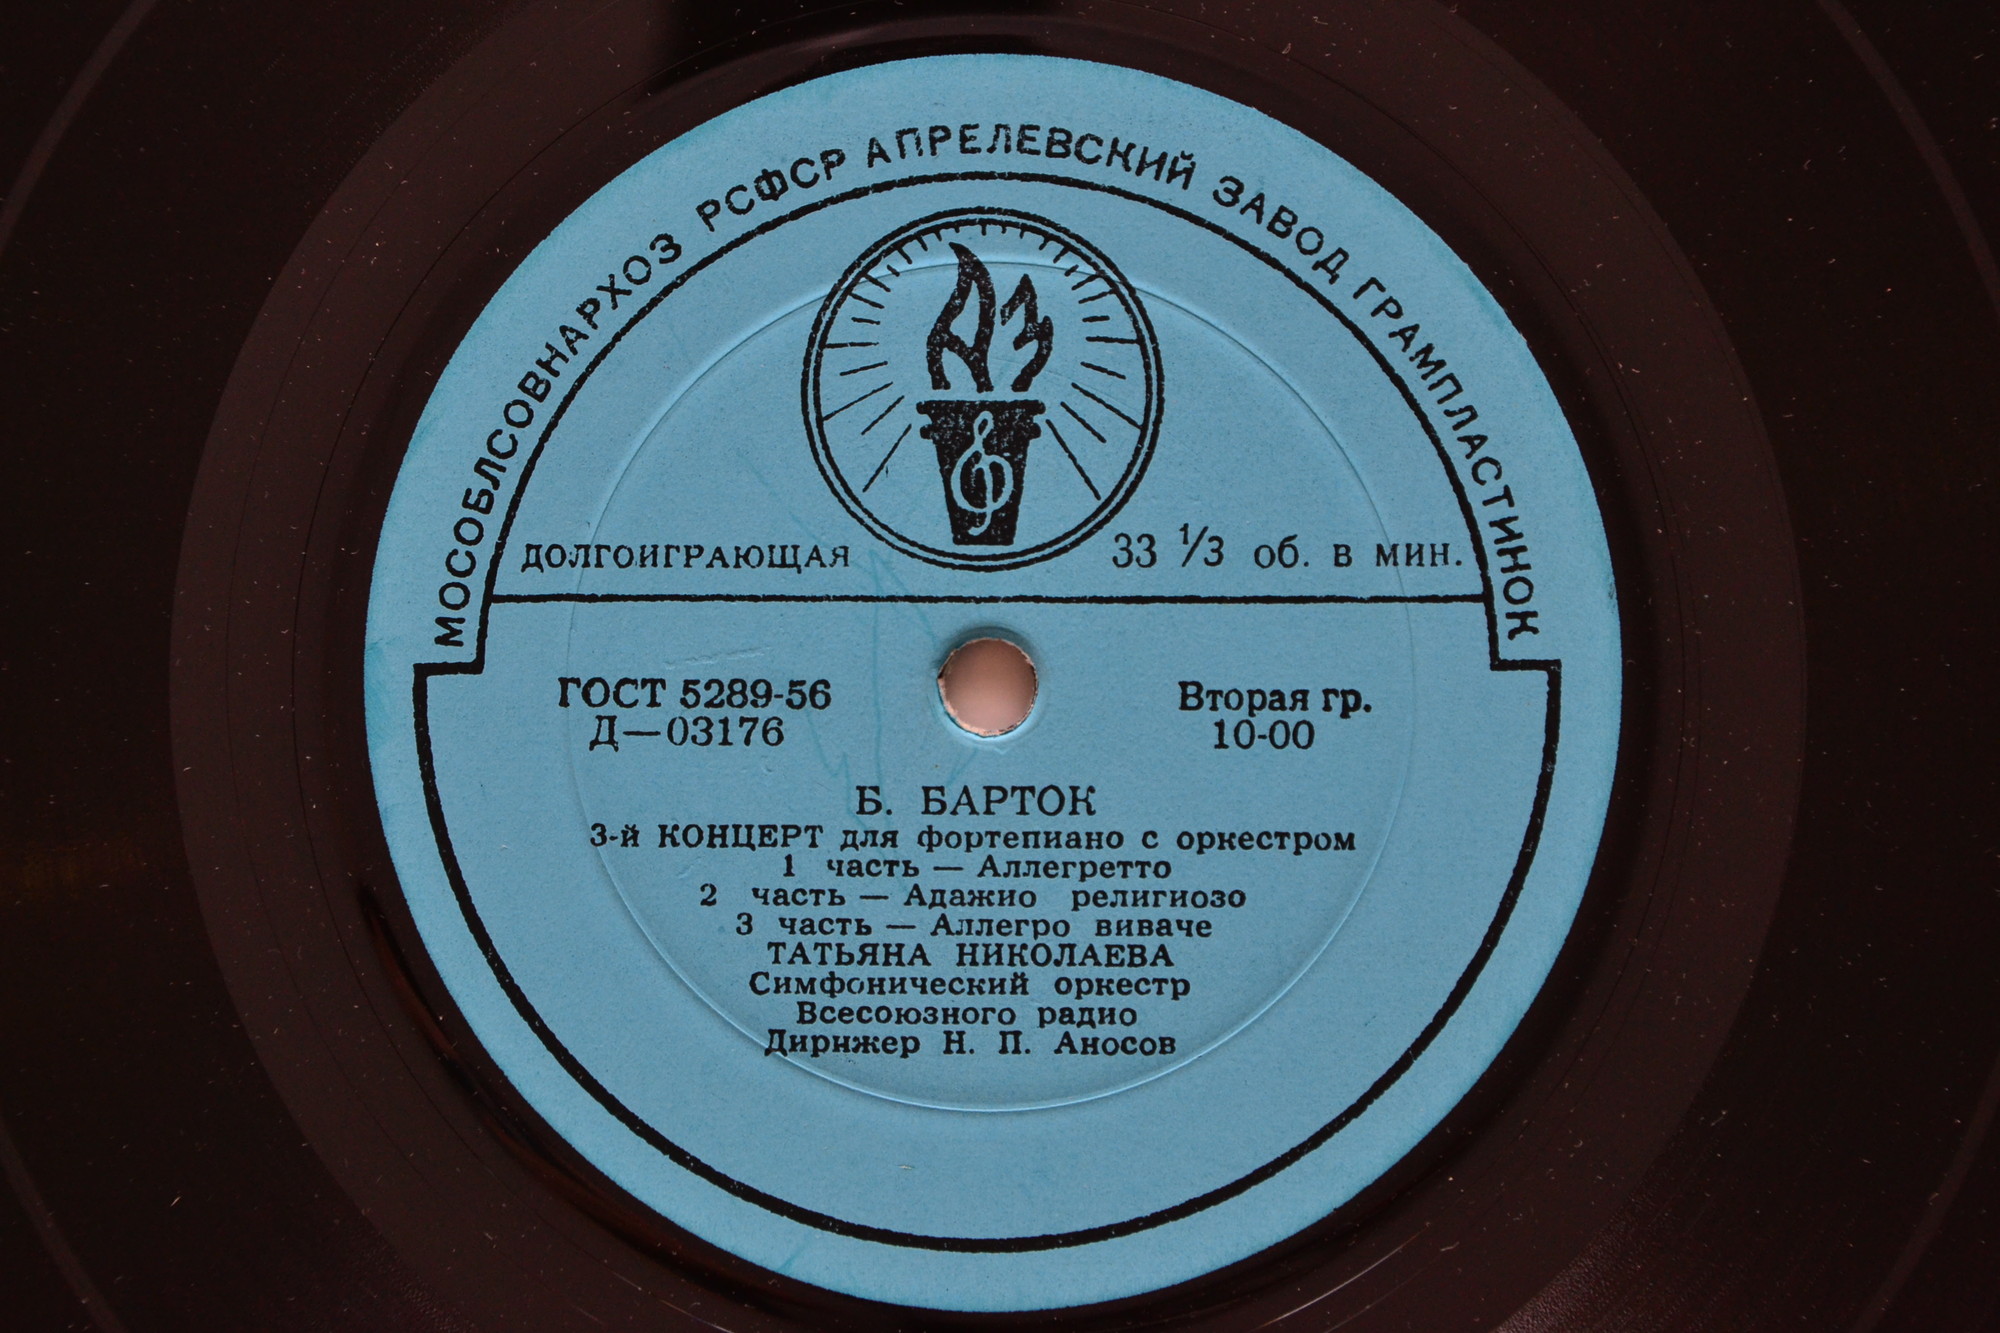 МОСОБЛСОВНАРХОЗ РСФСР АПРЕЛЕВСКИЙ ЗАВОД ГРАМПЛАСТИНОК
ДОЛГОИГРАЮЩАЯ 33 1/3 об. в мин.
ГОСТ 5289-56 Вторая гр.
Д—03176 10-00
Б. БАРТОК
3-й КОНЦЕРТ для фортепиано с оркестром
1 часть — Аллегретто
2 часть — Адажио религиозо
3 часть — Аллегро виваче
ТАТЬЯНА НИКОЛАЕВА
Симфонический оркестр
Всесоюзного радио
Дирижер Н. П. Аносов